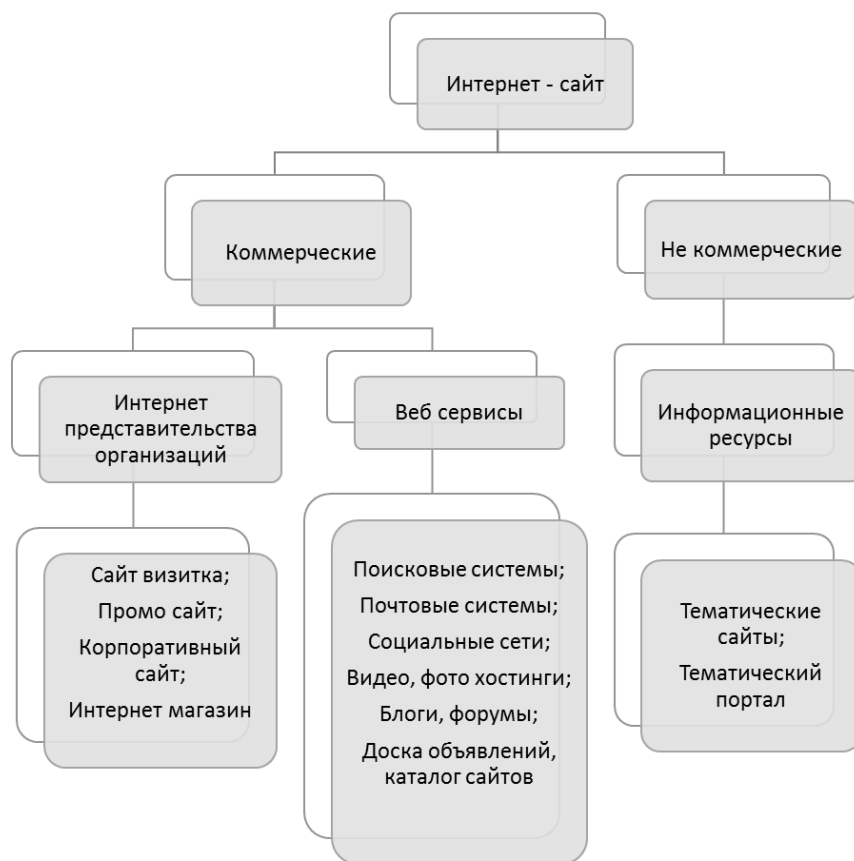 Интернет - сайт
Коммерческие
Не коммерческие
Интернет
представительства
организаций
Веб сервисы
Информационные
ресурсы
Сайт визитка;
Промо сайт;
Корпоративный
сайт;
Интернет магазин
Поисковые системы;
Почтовые системы;
Социальные сети;
Видео, фото хостинги;
Блоги, форумы;
Доска объявлений,
каталог сайтов
Тематические
сайты;
Тематический
портал